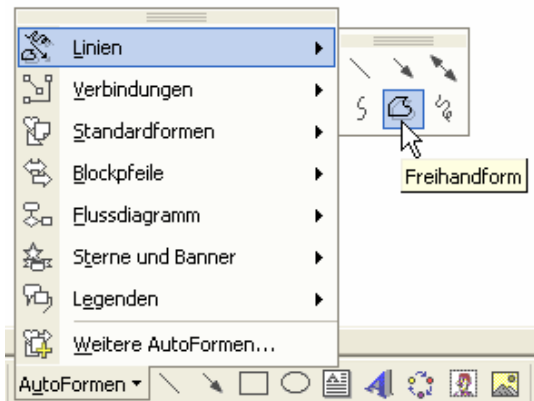 Linien
Verbindungen
Standardformen
Blockpfeile
Flussdiagramm
Sterne und Banner
Legenden
Weitere AutoFormen...
Freihandform
AutoFormen